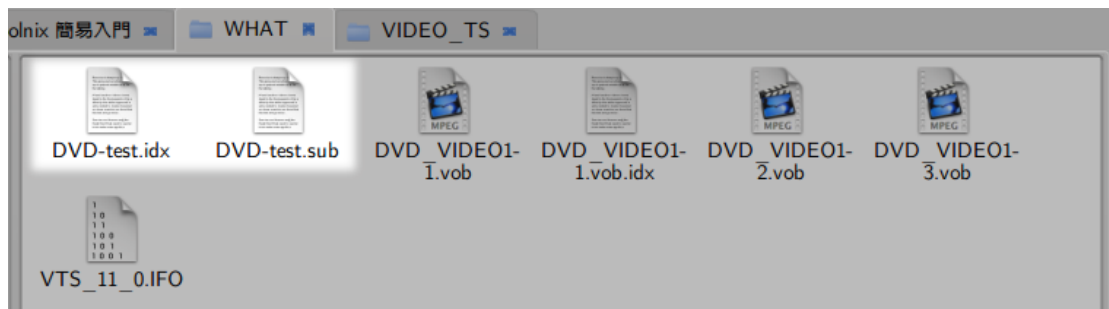 olnix 簡易入門
WHAT
VIDEO_TS
DVD-test.idx
DVD-test.sub
DVD_VIDEO1-
1.vob
DVD_VIDEO1-
1.vob.idx
DVD_VIDEO1-
2.vob
DVD_VIDEO1-
3.vob
VTS_11_0.IFO